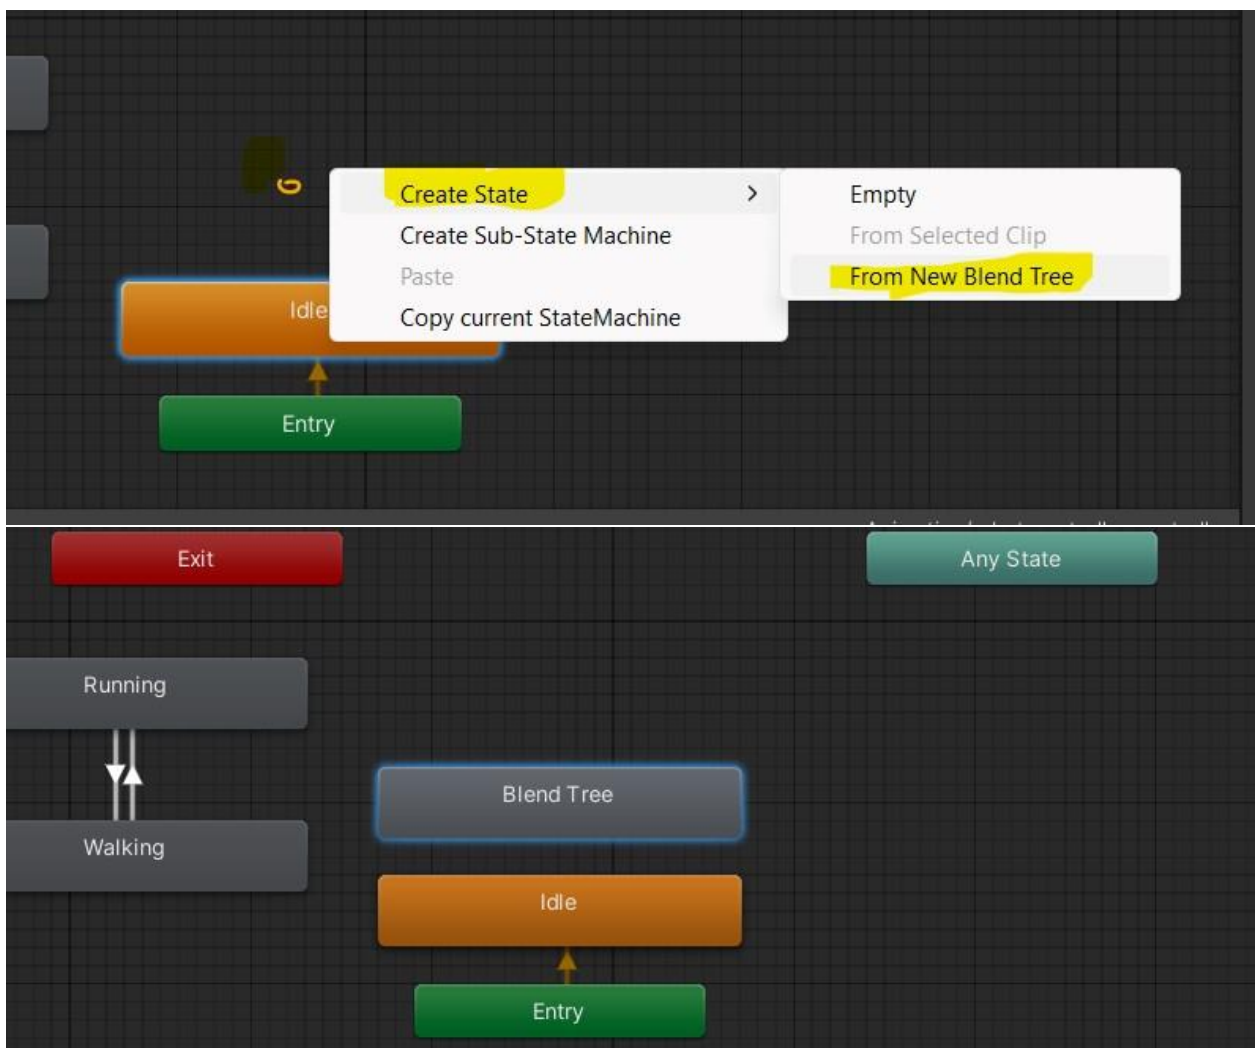 Create State
Empty
Create Sub-State Machine
From Selected Clip
Paste
From New Blend Tree
Idle
Copy current StateMachine
Entry
Exit
Any State
Running
Blend Tree
Walking
Idle
Entry